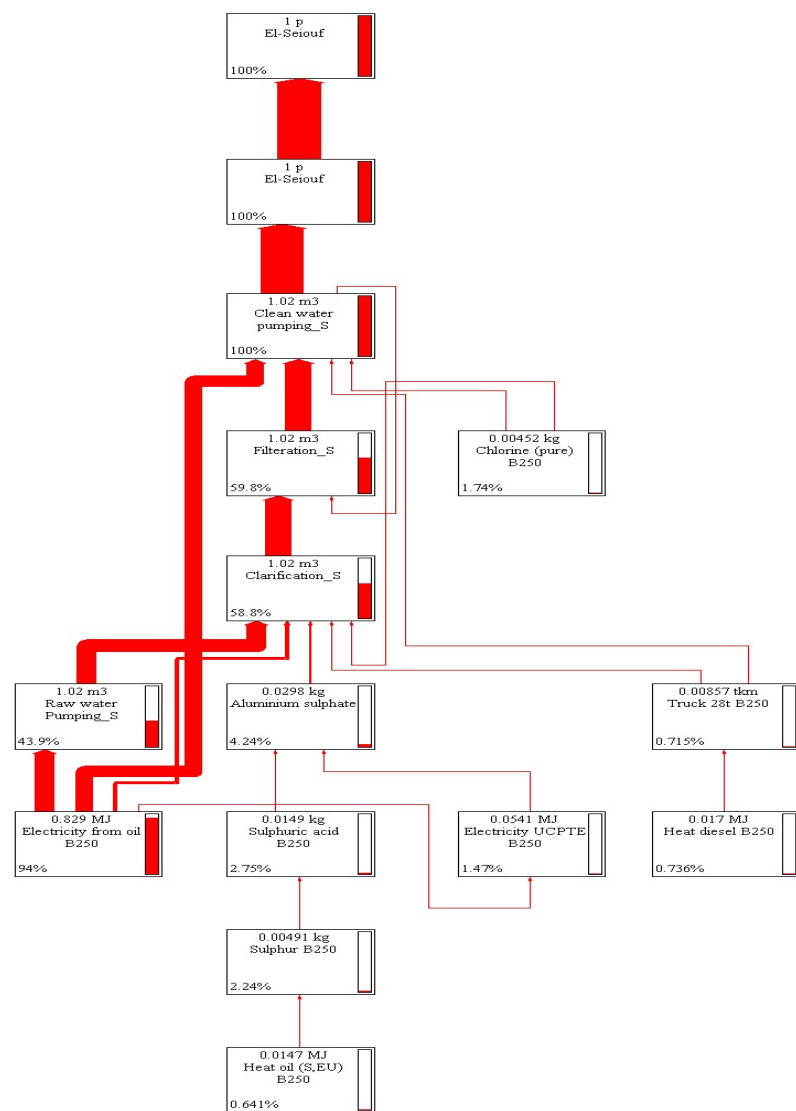 1 p
El-Seiouf
100%
1 p
El-Seiouf
100%
1.02 m3
Clean water
pumping_S
100%
1.02 m3
Filteration_S
59.8%
0.00452 kg
Chlorine (pure)
B250
1.74%
1.02 m3
Clarification_S
58.8%
1.02 m3
Raw water
Pumping_S
43.9%
0.0298 kg
Aluminium sulphate
4.24%
0.00857 tkm
Truck 28t B250
0.715%
0.829 MJ
Electricity from oil
B250
94%
0.0149 kg
Sulphuric acid
B250
2.75%
0.0541 MJ
Electricity UCPTE
B250
1.47%
0.017 MJ
Heat diesel B250
0.736%
0.00491 kg
Sulphur B250
2.24%
0.0147 MJ
Heat oil (S,EU)
B250
0.641%